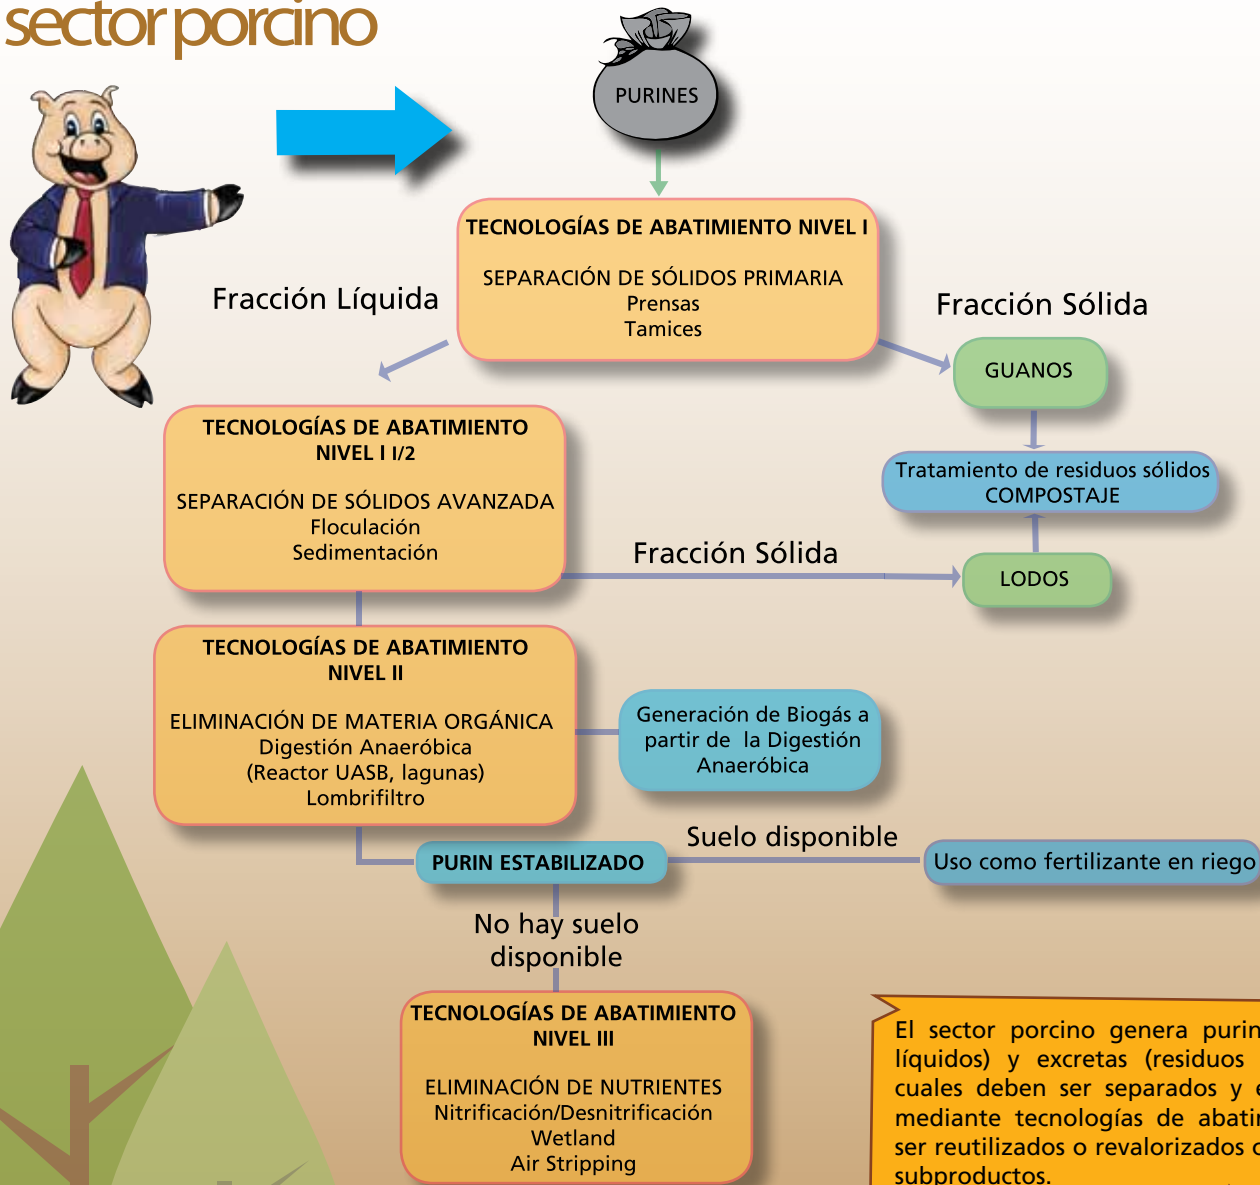 sector porcino
PURINES
TECNOLOGÍAS DE ABATIMIENTO NIVEL I
SEPARACIÓN DE SÓLIDOS PRIMARIA
Prensas
Tamices
Fracción Líquida
Fracción Sólida
GUANOS
TECNOLOGÍAS DE ABATIMIENTO
NIVEL I I/2
SEPARACIÓN DE SÓLIDOS AVANZADA
Floculación
Sedimentación
Tratamiento de residuos sólidos
COMPOSTAJE
Fracción Sólida
LODOS
TECNOLOGÍAS DE ABATIMIENTO
NIVEL II
ELIMINACIÓN DE MATERIA ORGÁNICA
Digestión Anaeróbica
(Reactor UASB, lagunas)
Lombrifiltro
Generación de Biogás a
partir de la Digestión
Anaeróbica
PURIN ESTABILIZADO
Suelo disponible
Uso como fertilizante en riego
No hay suelo
disponible
TECNOLOGÍAS DE ABATIMIENTO
NIVEL III
ELIMINACIÓN DE NUTRIENTES
Nitrificación/Desnitrificación
Wetland
Air Stripping
El sector porcino genera purin
líquidos) y excretas (residuos
cuales deben ser separados y
mediante tecnologías de abatim
ser reutilizados o revalorizados
subproductos.